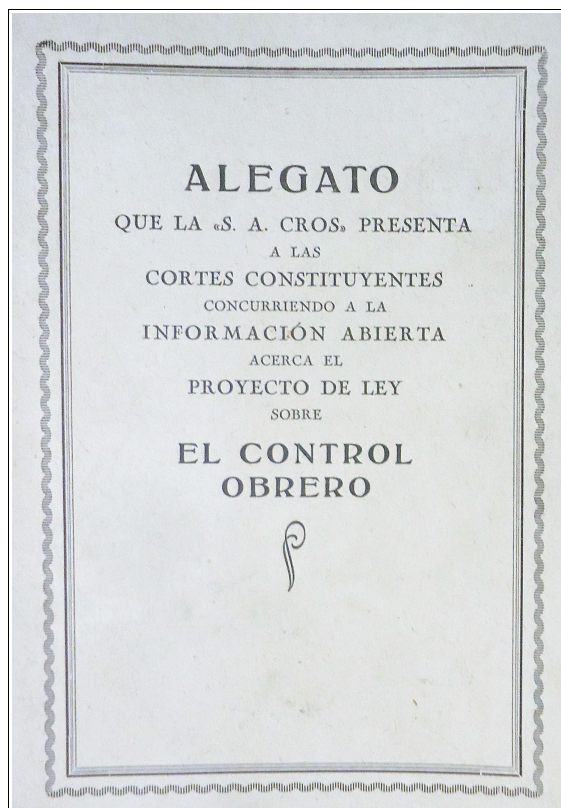 ALEGATO
QUE LA «S. A. CROS» PRESENTA
A LAS
CORTES CONSTITUYENTES
CONCURRIENDO A LA
INFORMACIÓN ABIERTA
ACERCA EL
PROYECTO DE LEY
SOBRE
EL CONTROL
OBRERO